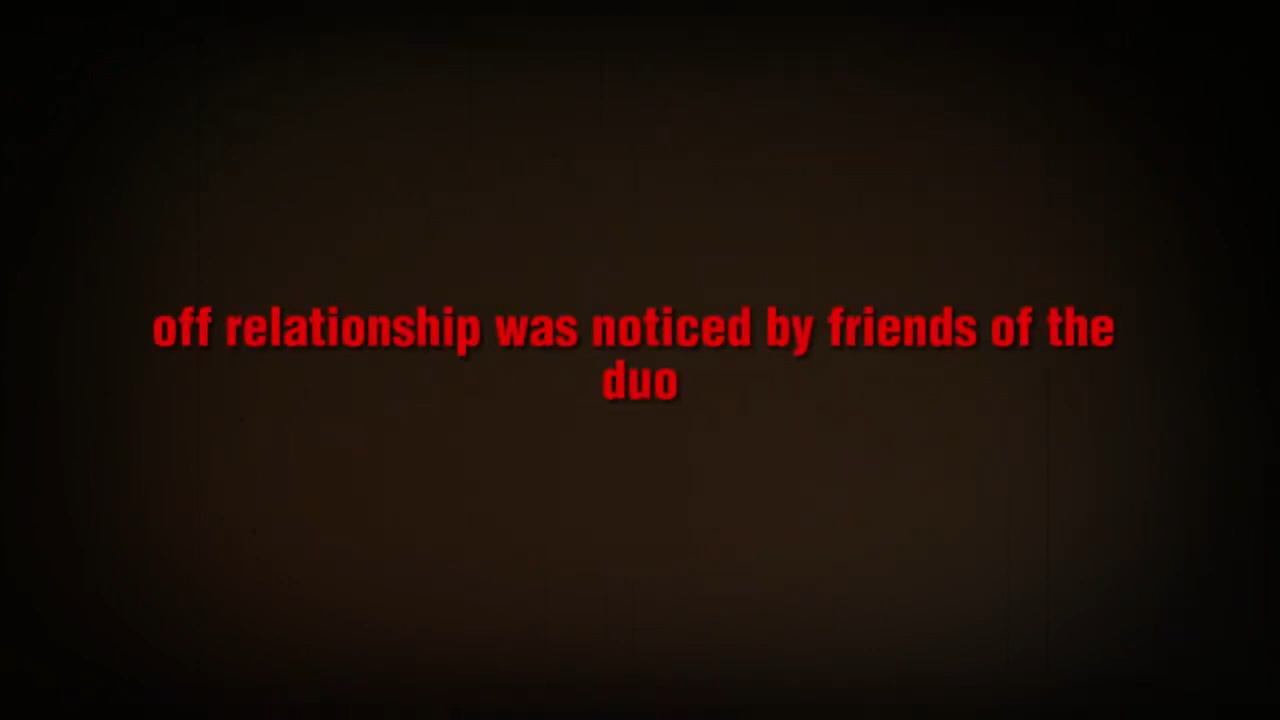 off relationship was noticed by friends of the
duo